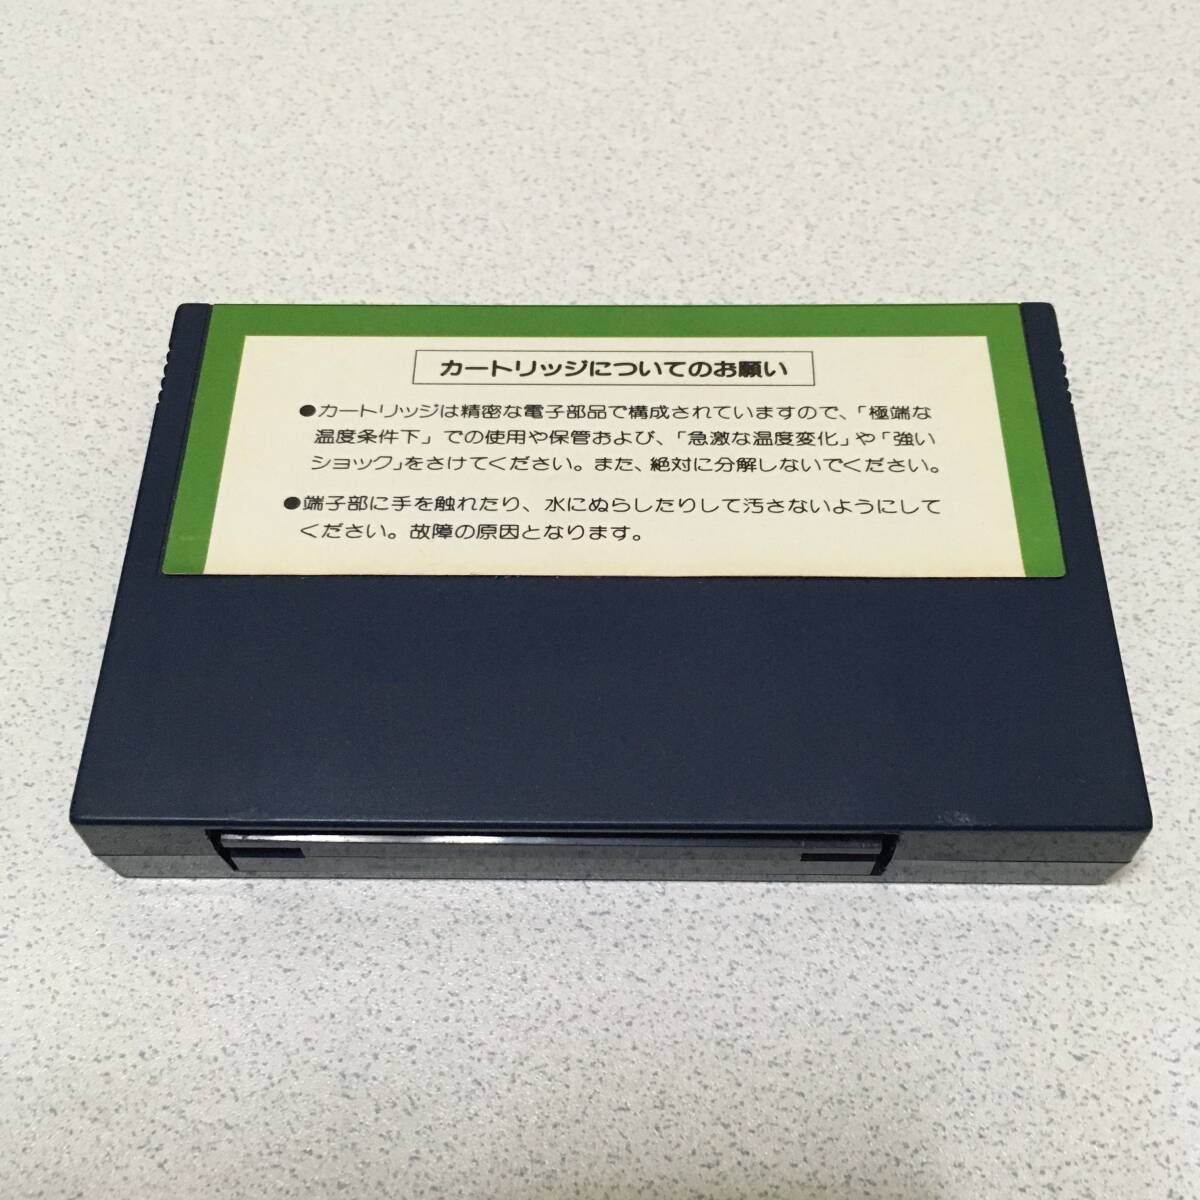 カートリッジについてのお願い
●カートリッジは精密な電子部品で構成されていますので、「極端な
温度条件下」での使用や保管および、「急激な温度変化」や「強い
ショック」をさけてください。また、絶対に分解しないでください。
●端子部に手を触れたり、水にぬらしたりして汚さないようにして
ください。故障の原因となります。